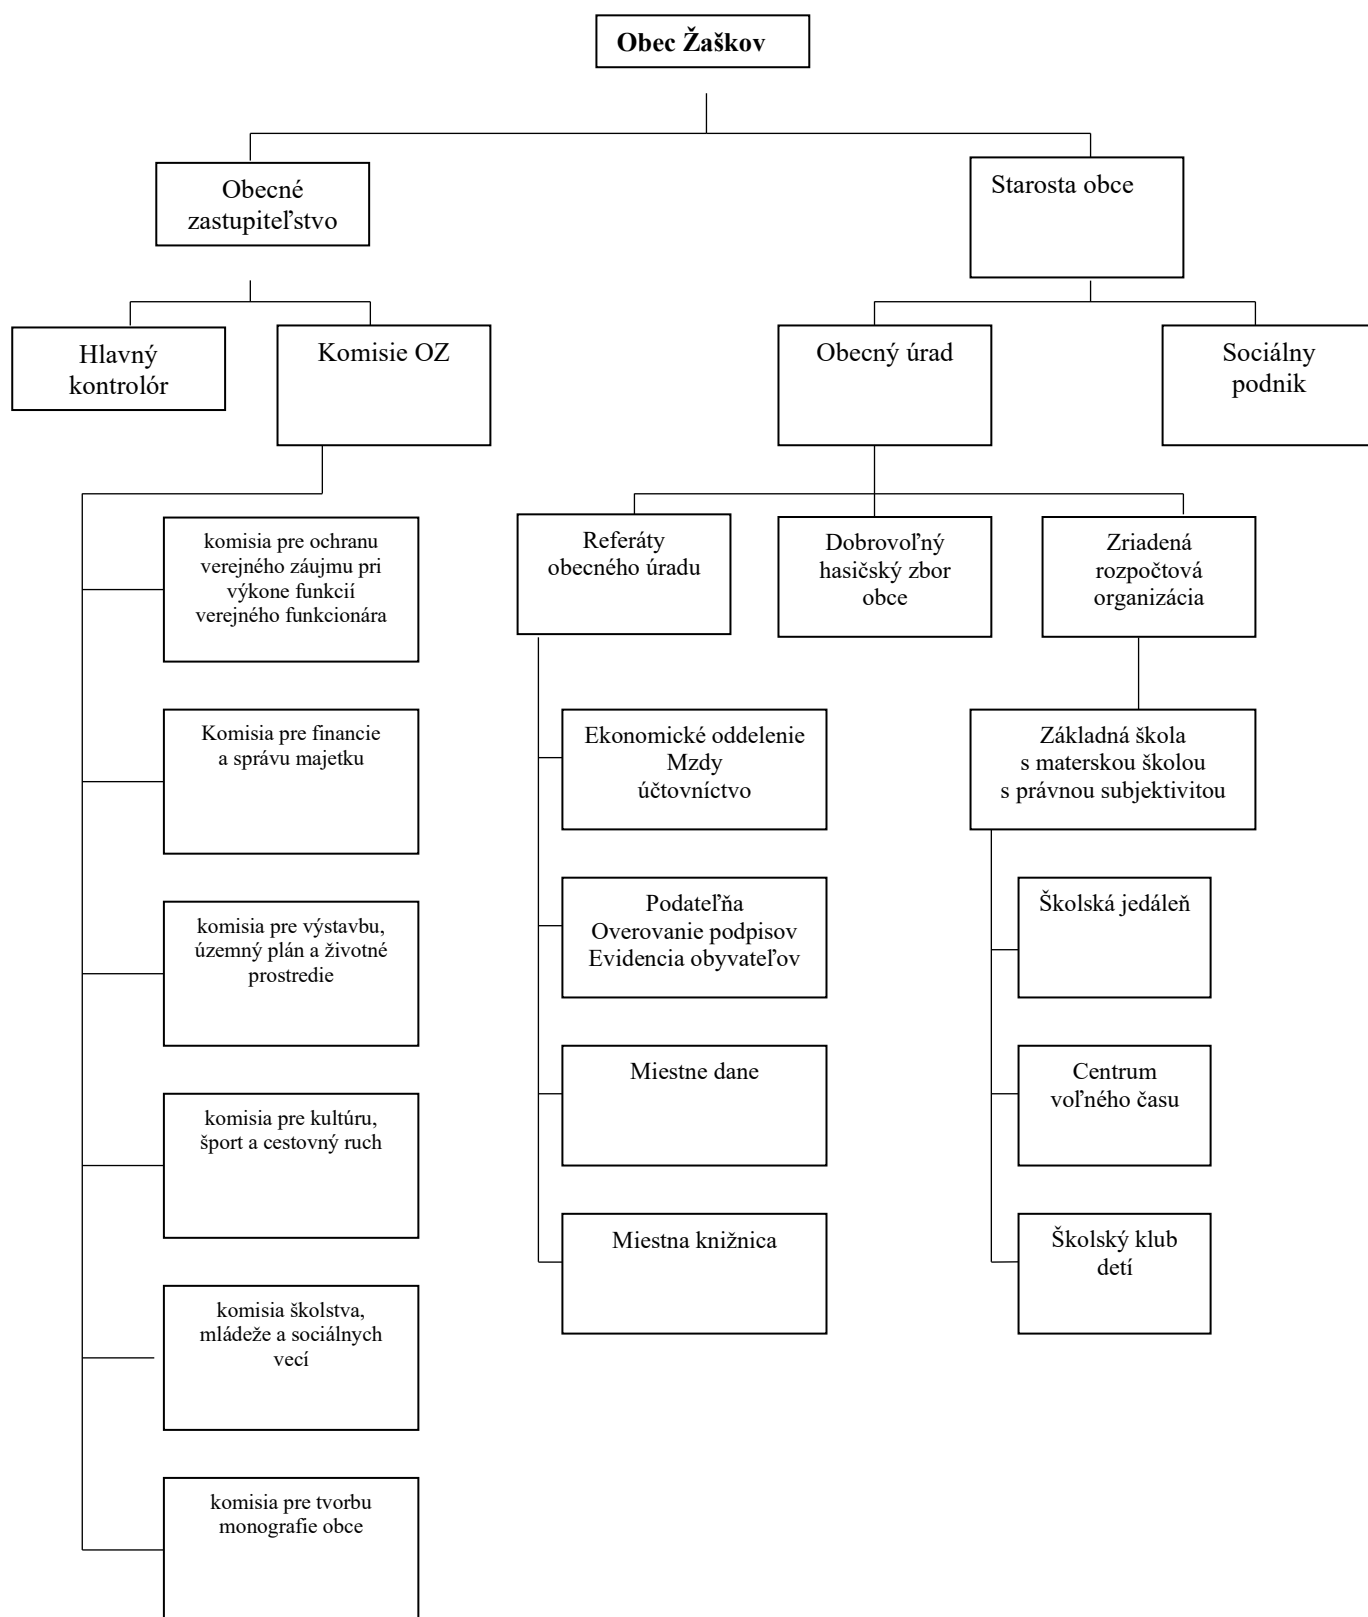 Obec Žaškov
Obecné
zastupiteľstvo
Starosta obce
Hlavný
kontrolór
Komisie OZ
Obecný úrad
Sociálny
podnik
komisia pre ochranu
verejného záujmu pri
výkone funkcií
verejného funkcionára
Referáty
obecného úradu
Dobrovoľný
hasičský zbor
obce
Zriadená
rozpočtová
organizácia
Komisia pre financie
a správu majetku
Ekonomické oddelenie
Mzdy
účtovníctvo
Základná škola
s materskou školou
s právnou subjektivitou
komisia pre výstavbu,
územný plán a životné
prostredie
Podateľňa
Overovanie podpisov
Evidencia obyvateľov
Školská jedáleň
komisia pre kultúru,
šport a cestovný ruch
Miestne dane
Centrum
voľného času
komisia školstva,
mládeže a sociálnych
vecí
Miestna knižnica
Školský klub
detí
komisia pre tvorbu
monografie obce